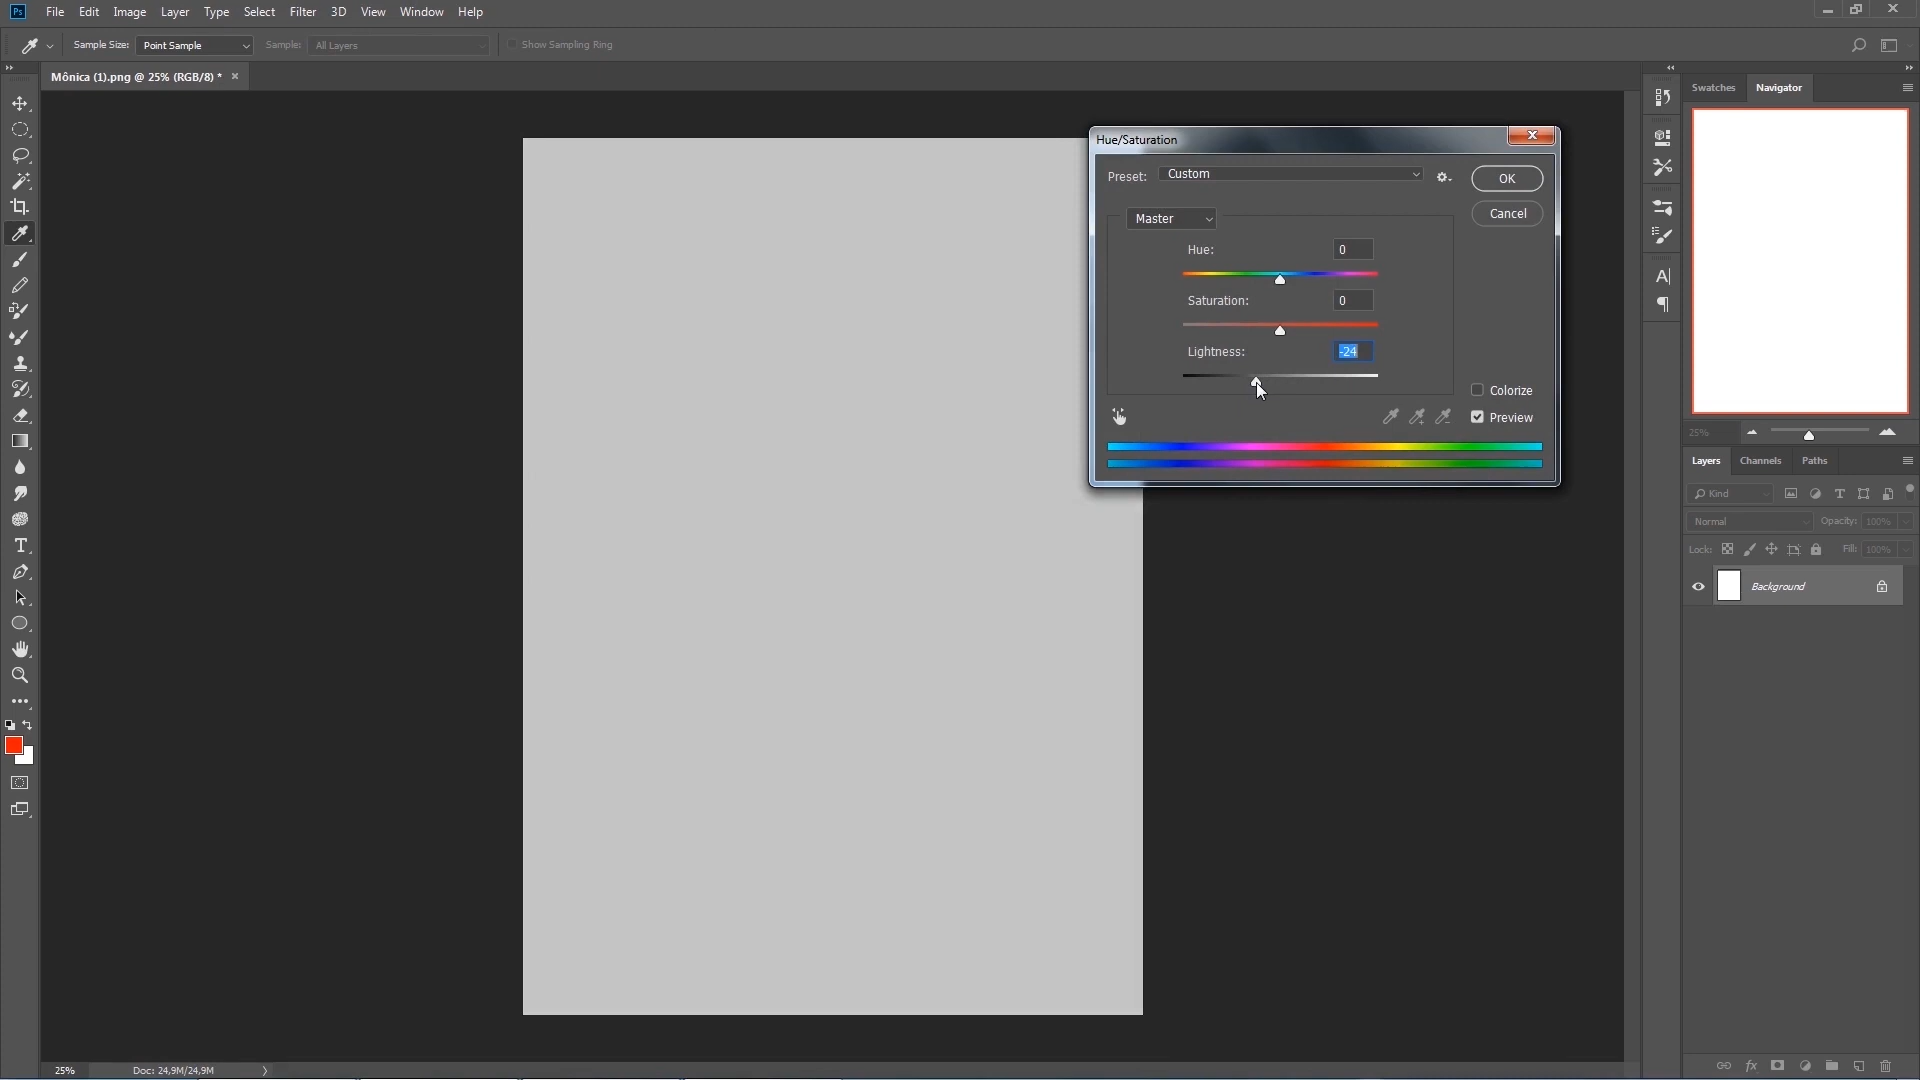 Ps File Edit Image Layer Type Select Filter 3D View Window Help
Sample Size: Point Sample Sample: All Layers Show Sampling Ring
Mônica (1).png @ 25% (RGB/8) * ×
Swatches Navigator
Hue/Saturation
Preset: Custom
OK
Master
Cancel
Hue: 0
Saturation: 0
Lightness: -24
Colorize
Preview
25%
Layers Channels Paths
Kind
Normal Opacity: 100%
Lock: Fill: 100%
Background
25% Doc: 24,9M/24,9M